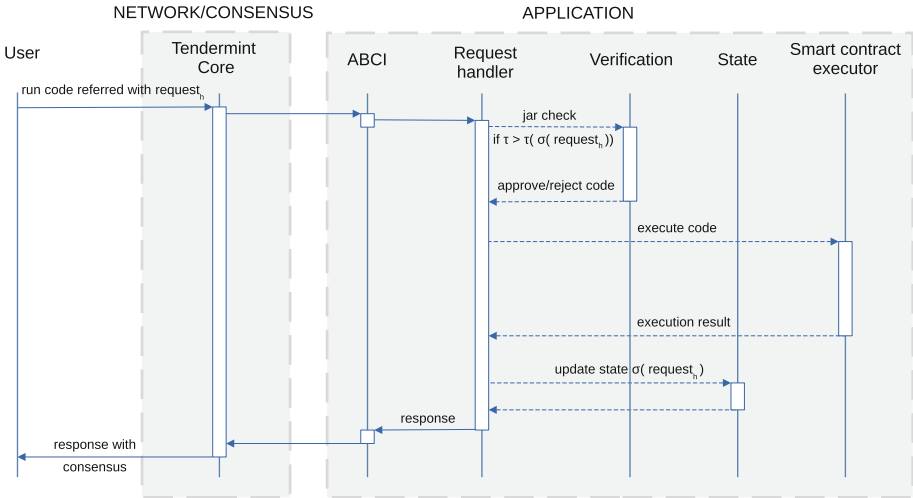 NETWORK/CONSENSUS
APPLICATION
User
Tendermint
Core
ABCI
Request
handler
Verification
State
Smart contract
executor
run code referred with requestₕ
jar check
if τ > τ( σ( requestₕ ))
approve/reject code
execute code
execution result
update state σ( requestₕ )
response
response with
consensus